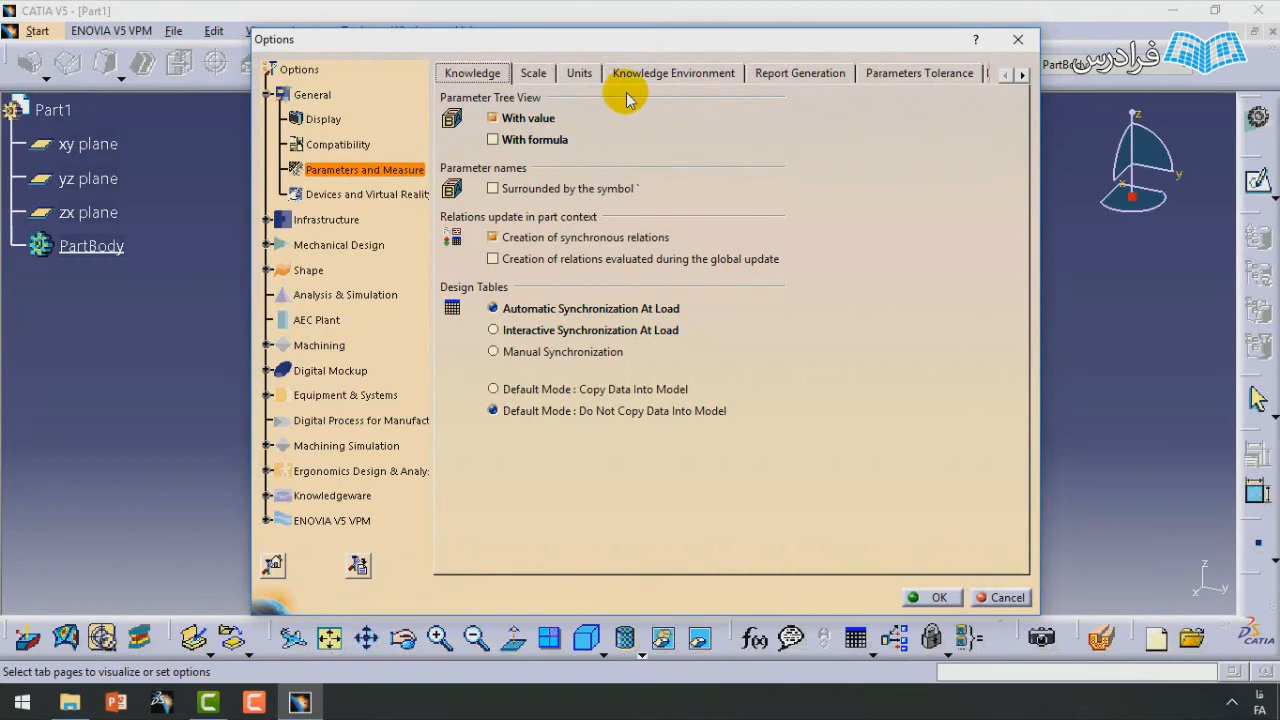 CATIA V5 - [Part1]
Start ENOVIA V5 VPM File Edit
Options ?
فرادرس
PartBody
Part1
xy plane
yz plane
zx plane
PartBody
Options
General
Display
Compatibility
Parameters and Measure
Devices and Virtual Reality
Infrastructure
Mechanical Design
Shape
Analysis & Simulation
AEC Plant
Machining
Digital Mockup
Equipment & Systems
Digital Process for Manufact
Machining Simulation
Ergonomics Design & Analy:
Knowledgeware
ENOVIA V5 VPM
Knowledge Scale Units Knowledge Environment Report Generation Parameters Tolerance
Parameter Tree View
With value
With formula
Parameter names
Surrounded by the symbol `
Relations update in part context
Creation of synchronous relations
Creation of relations evaluated during the global update
Design Tables
Automatic Synchronization At Load
Interactive Synchronization At Load
Manual Synchronization
Default Mode : Copy Data Into Model
Default Mode : Do Not Copy Data Into Model
OK Cancel
z
y
x
z
y
x
f(x)
CATIA
Select tab pages to visualize or set options
فا
FA